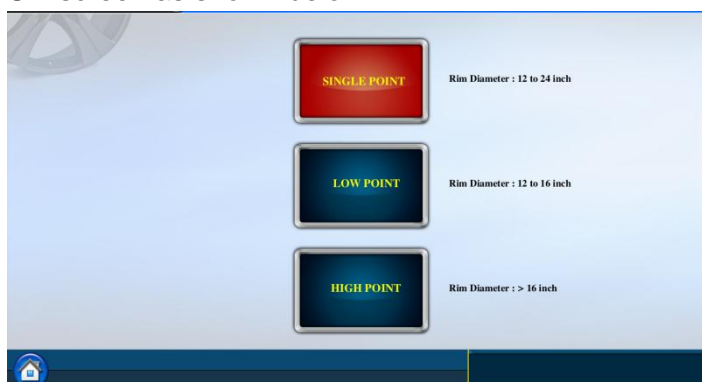 SINGLE POINT
Rim Diameter : 12 to 24 inch
LOW POINT
Rim Diameter : 12 to 16 inch
HIGH POINT
Rim Diameter : > 16 inch